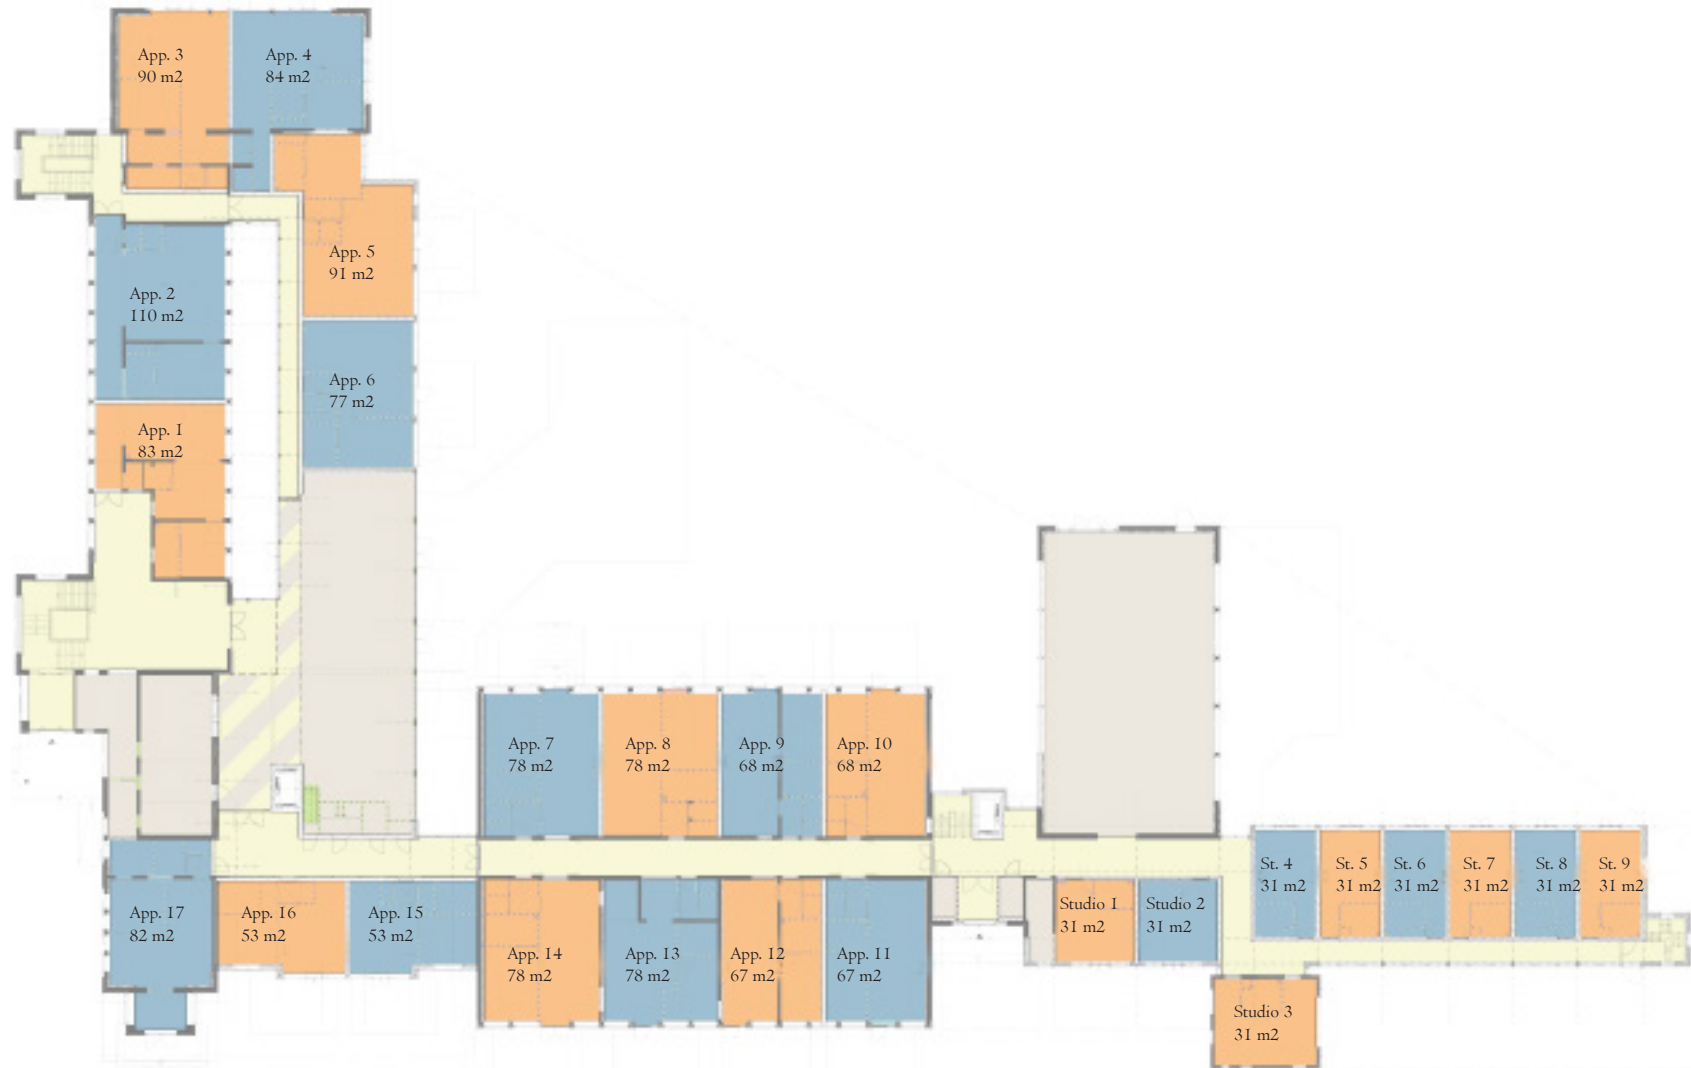 App. 3
90 m2
App. 4
84 m2
App. 5
91 m2
App. 2
110 m2
App. 6
77 m2
App. 1
83 m2
App. 7
78 m2
App. 8
78 m2
App. 9
68 m2
App. 10
68 m2
St. 4
31 m2
St. 5
31 m2
St. 6
31 m2
St. 7
31 m2
St. 8
31 m2
St. 9
31 m2
App. 17
82 m2
App. 16
53 m2
App. 15
53 m2
Studio 1
31 m2
Studio 2
31 m2
App. 14
78 m2
App. 13
78 m2
App. 12
67 m2
App. 11
67 m2
Studio 3
31 m2